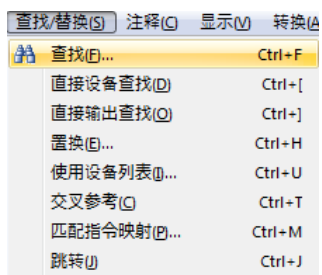 查找/替换(S) 注释(C) 显示(V) 转换(A
查找(F)... Ctrl+F
直接设备查找(D) Ctrl+[
直接输出查找(O) Ctrl+]
置换(E)... Ctrl+H
使用设备列表(I)... Ctrl+U
交叉参考(C) Ctrl+T
匹配指令映射(P)... Ctrl+M
跳转(J) Ctrl+J